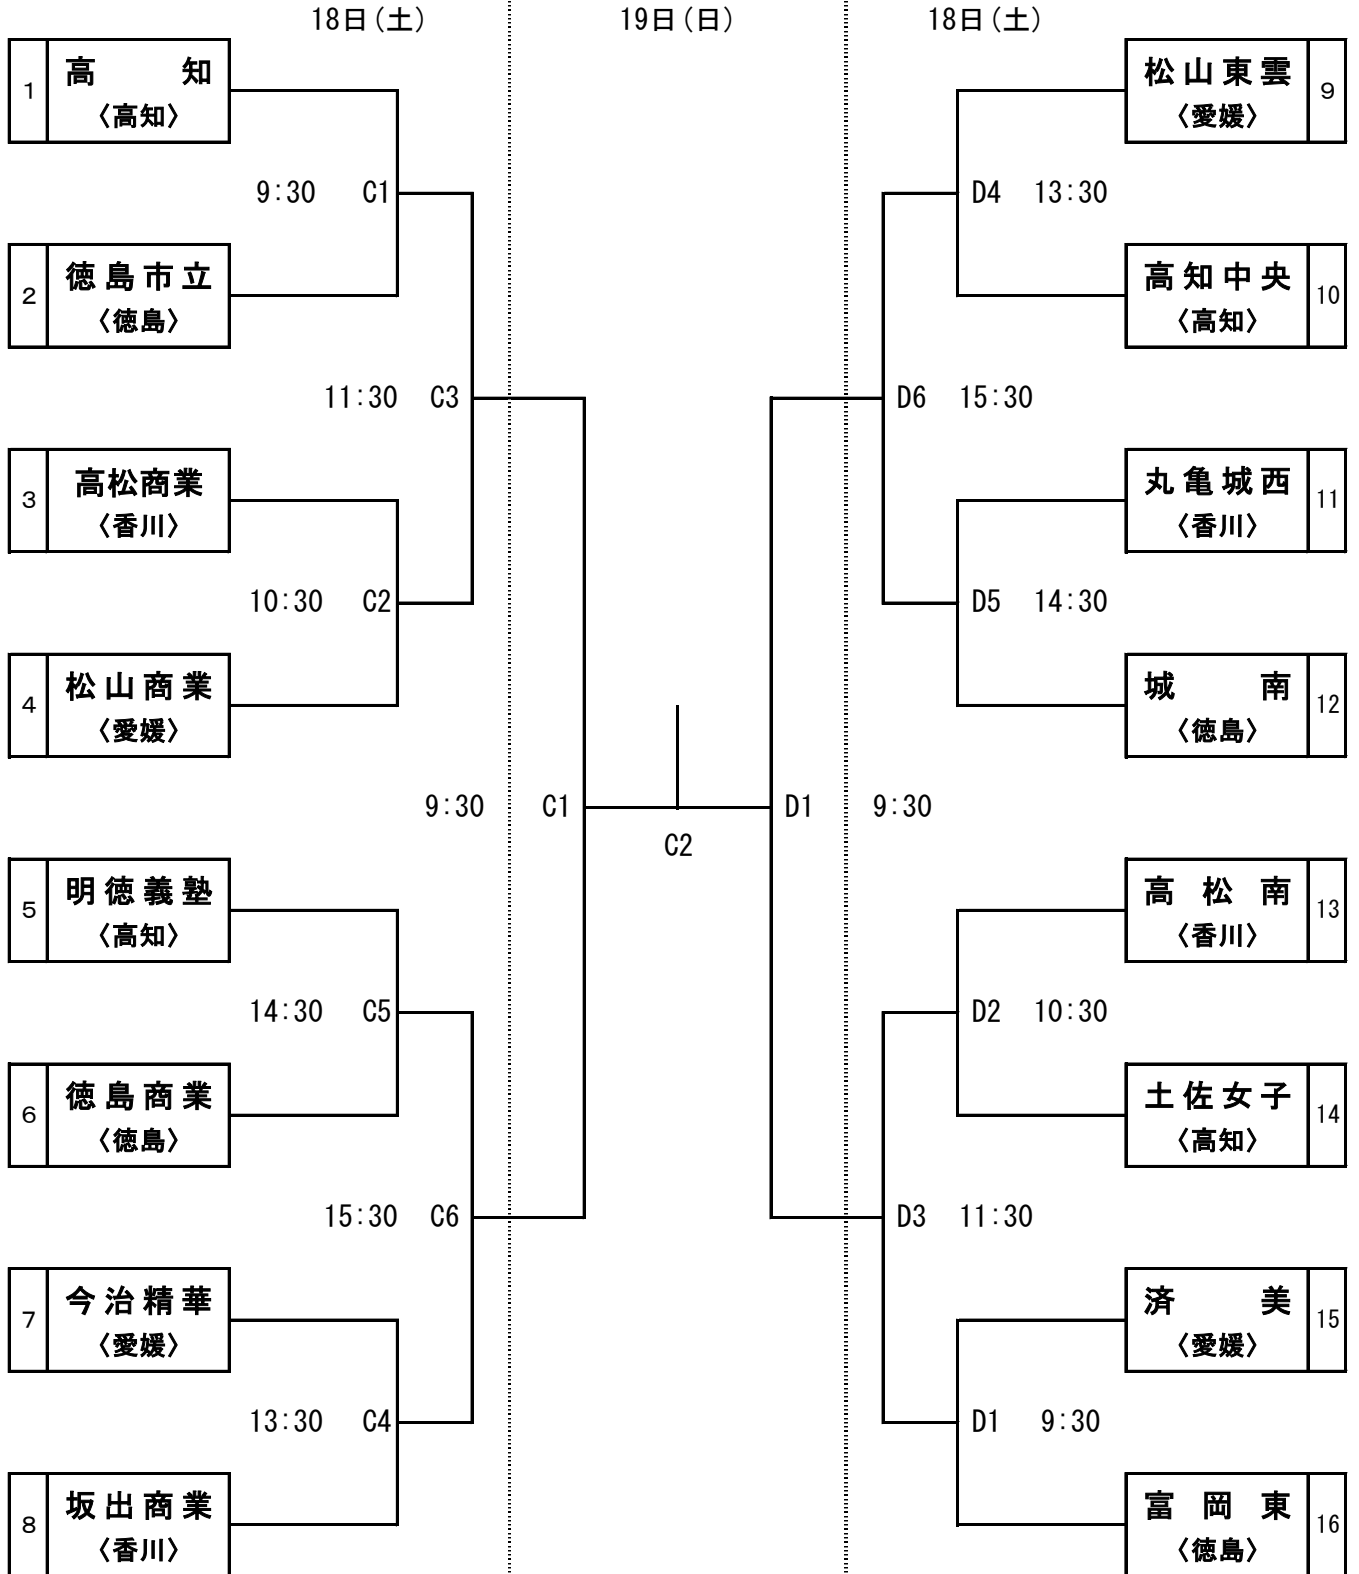 18日（土） 19日（日） 18日（土）
1 高知
〈高知〉
9:30 C1
2 徳島市立
〈徳島〉
11:30 C3
3 高松商業
〈香川〉
10:30 C2
4 松山商業
〈愛媛〉
9:30 C1
5 明徳義塾
〈高知〉
14:30 C5
6 徳島商業
〈徳島〉
15:30 C6
7 今治精華
〈愛媛〉
13:30 C4
8 坂出商業
〈香川〉
C2
松山東雲 9
〈愛媛〉
D4 13:30
高知中央 10
〈高知〉
D6 15:30
丸亀城西 11
〈香川〉
D5 14:30
城南 12
〈徳島〉
D1 9:30
高松南 13
〈香川〉
D2 10:30
土佐女子 14
〈高知〉
D3 11:30
済美 15
〈愛媛〉
D1 9:30
富岡東 16
〈徳島〉